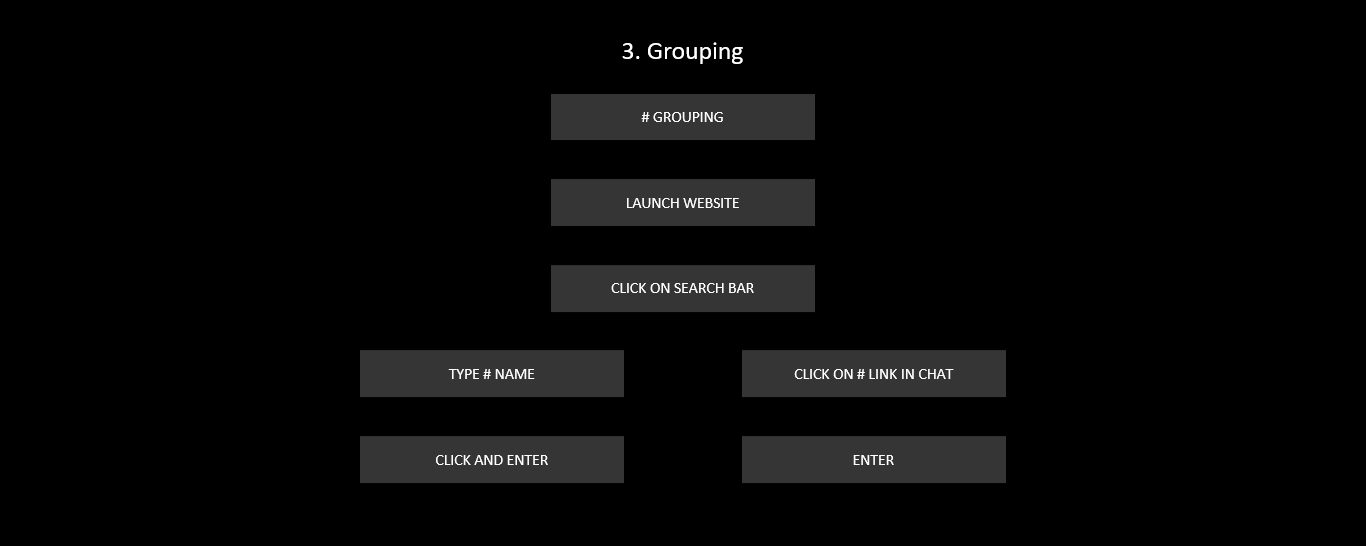 3. Grouping
# GROUPING
LAUNCH WEBSITE
CLICK ON SEARCH BAR
TYPE # NAME
CLICK ON # LINK IN CHAT
CLICK AND ENTER
ENTER